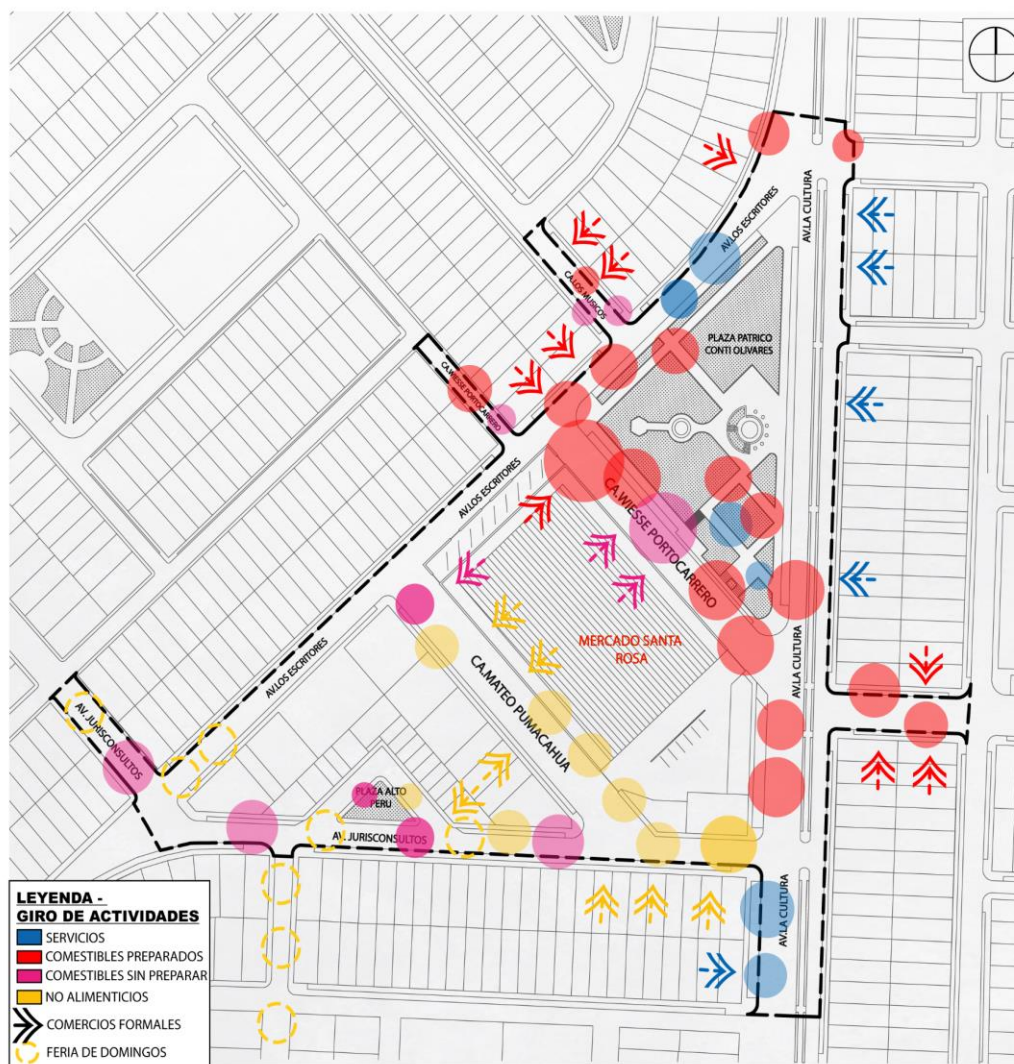 AV.LOS ESCRITORES
AV.LA CULTURA
CA.LOS MUSICOS
PLAZA PATRICO
CONTI OLIVARES
CA.WIESSE PORTOCARRERO
AV.LOS ESCRITORES
CA.WIESSE PORTOCARRERO
MERCADO SANTA
ROSA
AV.LOS ESCRITORES
CA.MATEO PUMACAHUA
AV.LA CULTURA
AV. JURISCONSULTOS
PLAZA ALTO
PERU
AV. JURISCONSULTOS
AV.LA CULTURA
LEYENDA -
GIRO DE ACTIVIDADES
SERVICIOS
COMESTIBLES PREPARADOS
COMESTIBLES SIN PREPARAR
NO ALIMENTICIOS
COMERCIOS FORMALES
FERIA DE DOMINGOS